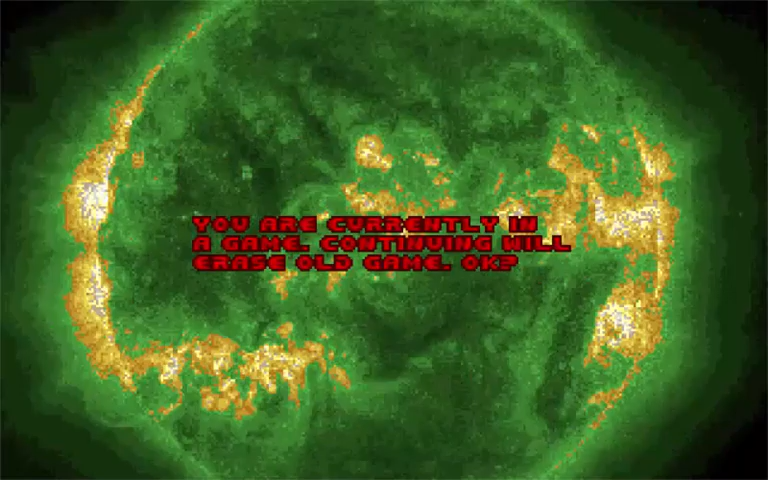 YOU ARE CURRENTLY IN
A GAME. CONTINUING WILL
ERASE OLD GAME. OK?